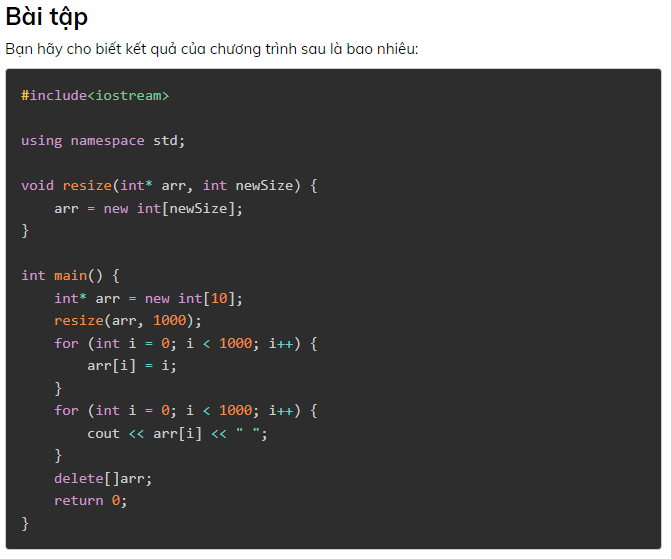 Bài tập
Bạn hãy cho biết kết quả của chương trình sau là bao nhiêu:
#include<iostream>
using namespace std;
void resize(int* arr, int newSize) {
    arr = new int[newSize];
}
int main() {
    int* arr = new int[10];
    resize(arr, 1000);
    for (int i = 0; i < 1000; i++) {
        arr[i] = i;
    }
    for (int i = 0; i < 1000; i++) {
        cout << arr[i] << " ";
    }
    delete[]arr;
    return 0;
}